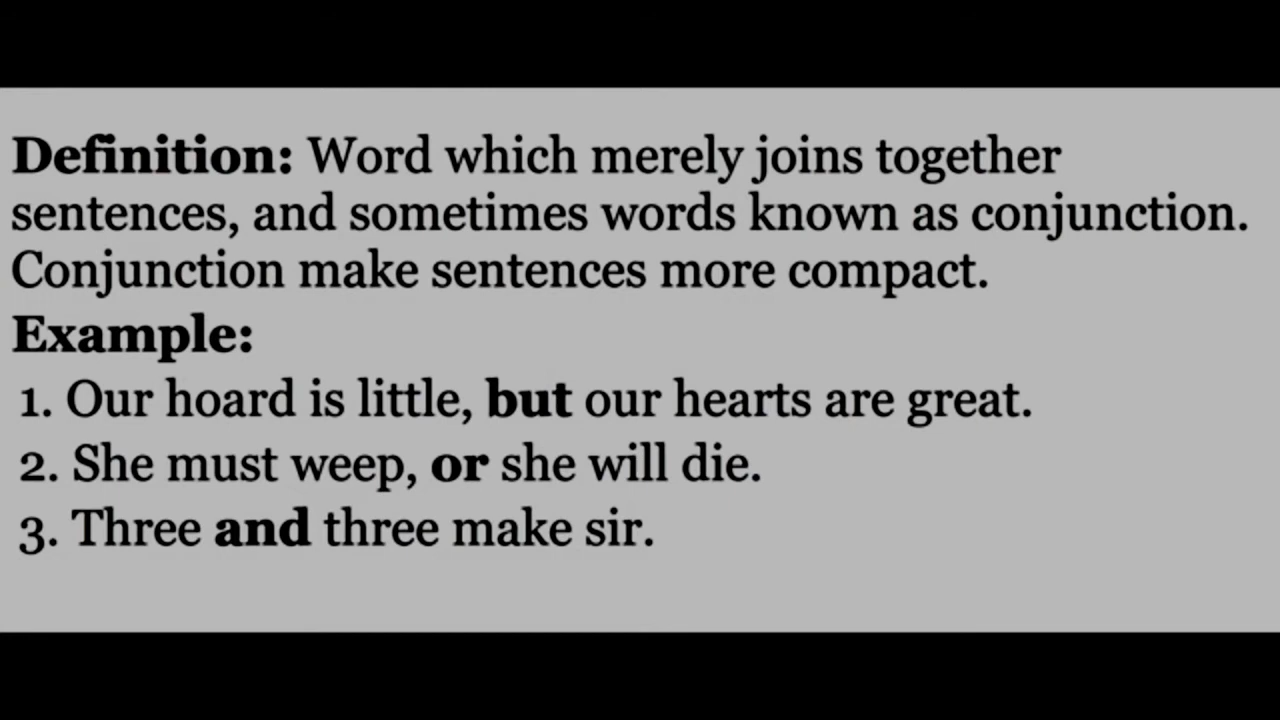 Definition: Word which merely joins together
sentences, and sometimes words known as conjunction.
Conjunction make sentences more compact.
Example:
1. Our hoard is little, but our hearts are great.
2. She must weep, or she will die.
3. Three and three make sir.